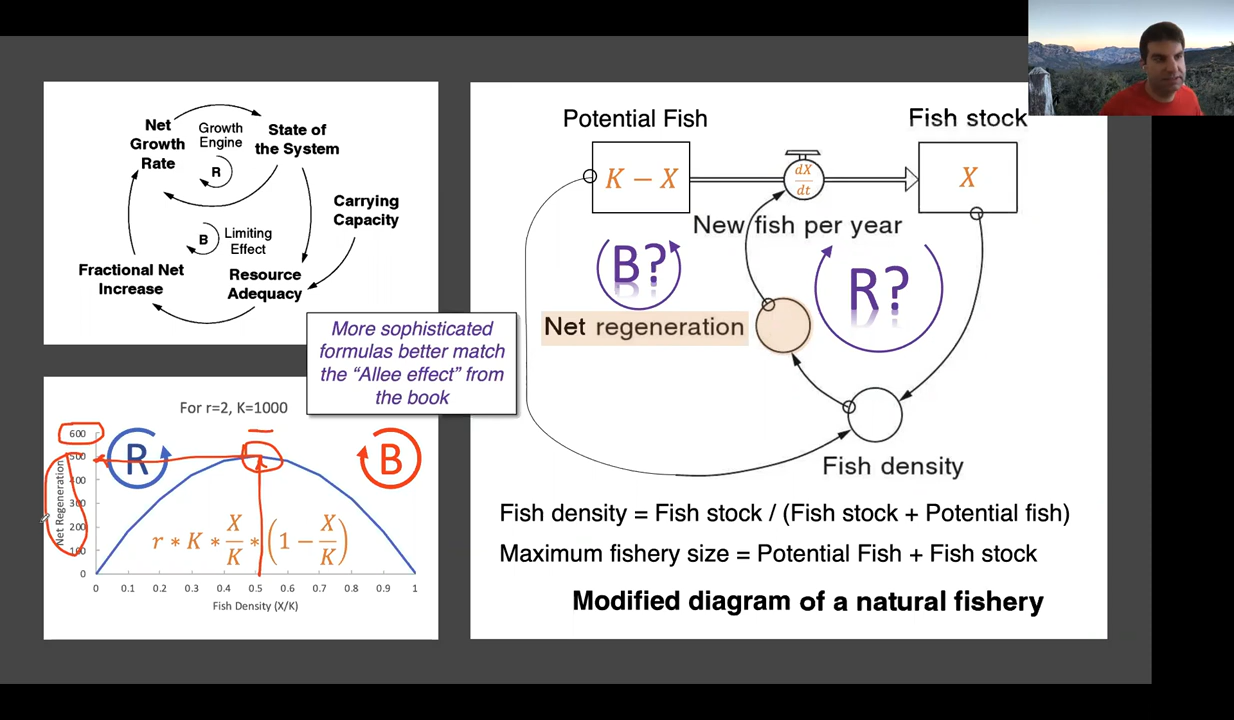 Net
Growth
Rate
Growth
Engine
R
State of
the System
Carrying
Capacity
B
Limiting
Effect
Fractional Net
Increase
Resource
Adequacy
More sophisticated
formulas better match
the “Allee effect” from
the book
For r=2, K=1000
600
500
400
300
200
100
0
Net Regeneration
R
B
r ∗ K ∗ X/K ∗ (1 − X/K)
0 0.1 0.2 0.3 0.4 0.5 0.6 0.7 0.8 0.9 1
Fish Density (X/K)
Potential Fish
Fish stock
K − X
dX/dt
X
New fish per year
B?
R?
Net regeneration
Fish density
Fish density = Fish stock / (Fish stock + Potential fish)
Maximum fishery size = Potential Fish + Fish stock
Modified diagram of a natural fishery